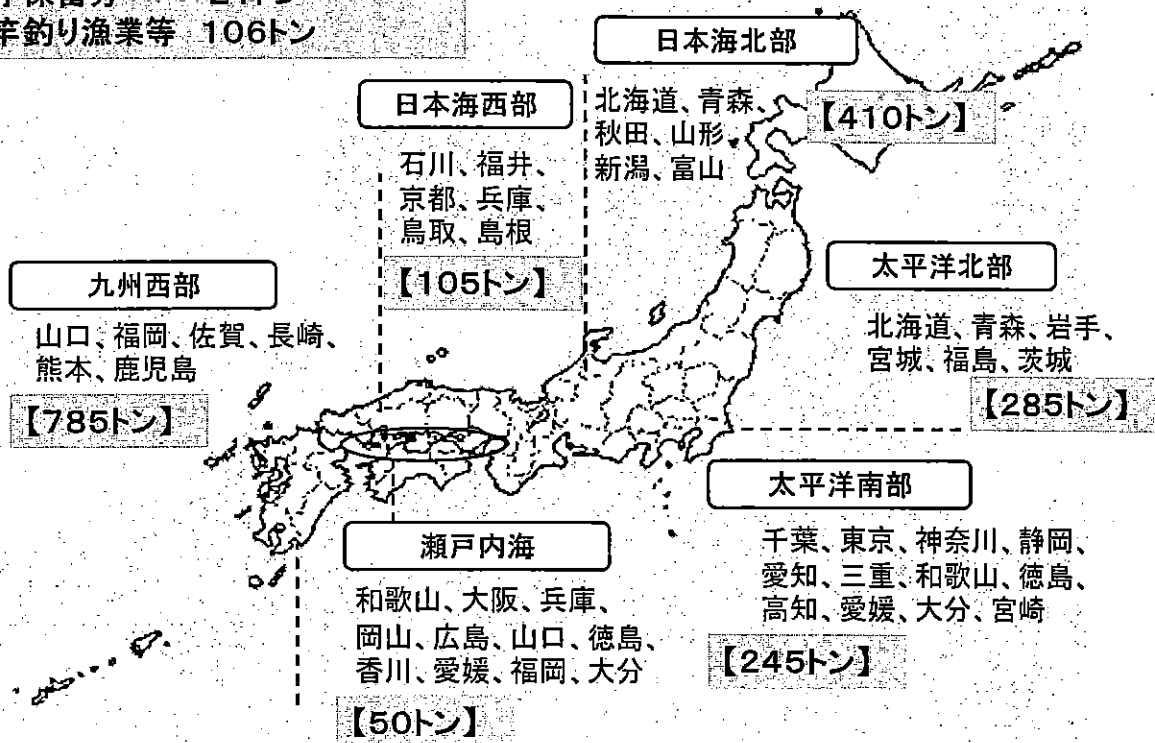 竿釣り漁業等 106トン
日本海北部
北海道、青森、
秋田、山形、
新潟、富山
【410トン】
日本海西部
石川、福井、
京都、兵庫、
鳥取、島根
【105トン】
九州西部
山口、福岡、佐賀、長崎、
熊本、鹿児島
【785トン】
太平洋北部
北海道、青森、岩手、
宮城、福島、茨城
【285トン】
太平洋南部
千葉、東京、神奈川、静岡、
愛知、三重、和歌山、徳島、
高知、愛媛、大分、宮崎
【245トン】
瀬戸内海
和歌山、大阪、兵庫、
岡山、広島、山口、徳島、
香川、愛媛、福岡、大分
【50トン】